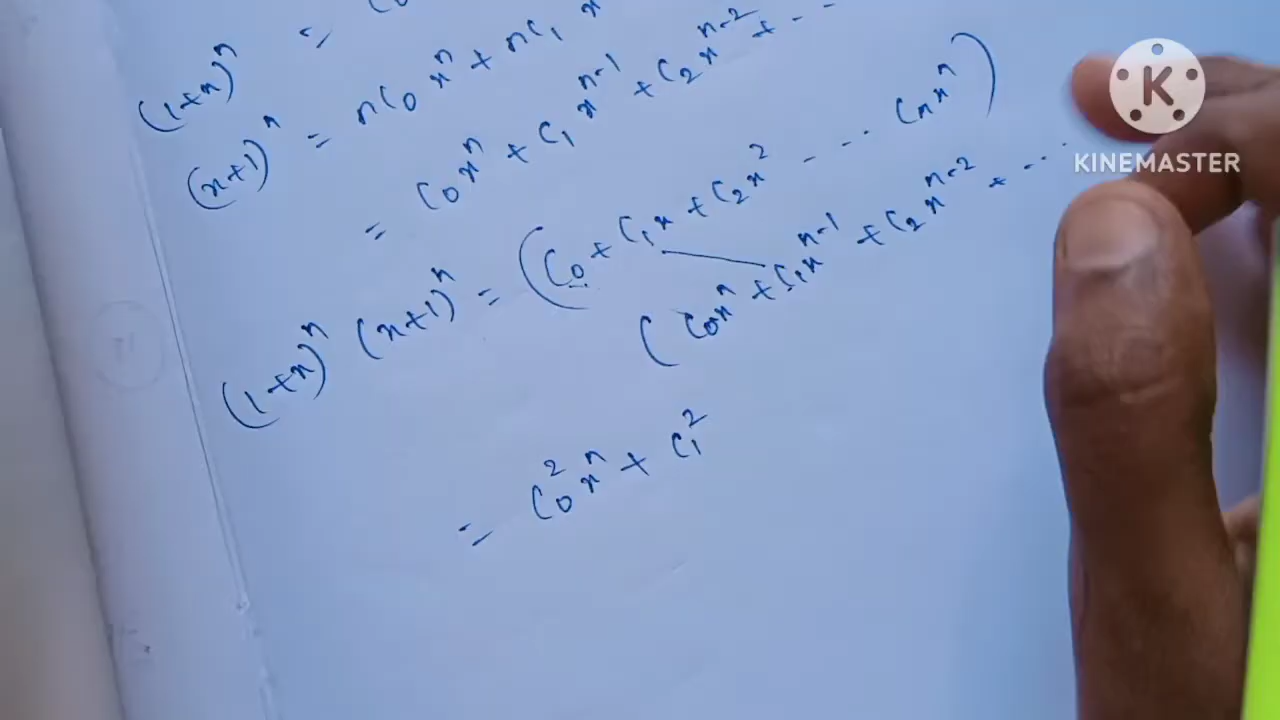 (1+x)^n = C0
(x+1)^n = nC0 x^n + nC1 x
= C0 x^n + C1 x^{n-1} + C2 x^{n-2} + - -
(1+x)^n (x+1)^n = (C0 + C1 x + C2 x^2 - - - Cn x^n)
(C0 x^n + C1 x^{n-1} + C2 x^{n-2} + - - -
= C0^2 x^n + C1^2
K
KINEMASTER